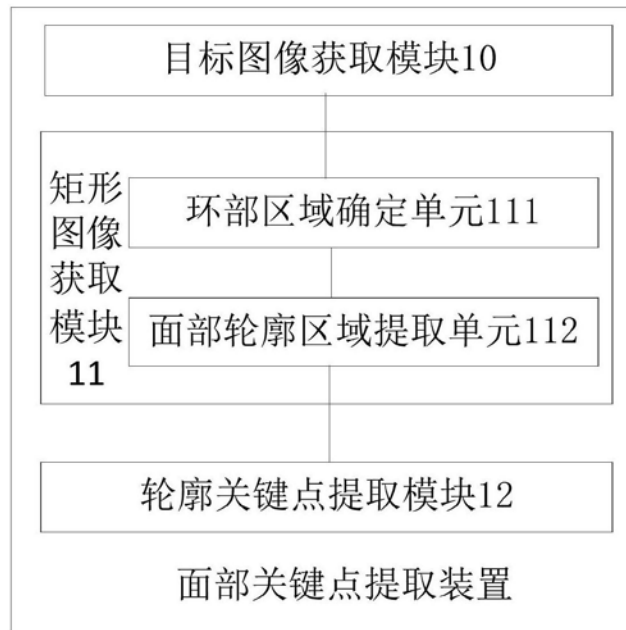 目标图像获取模块10
矩形
图像
获取
模块
11
环部区域确定单元111
面部轮廓区域提取单元112
轮廓关键点提取模块12
面部关键点提取装置